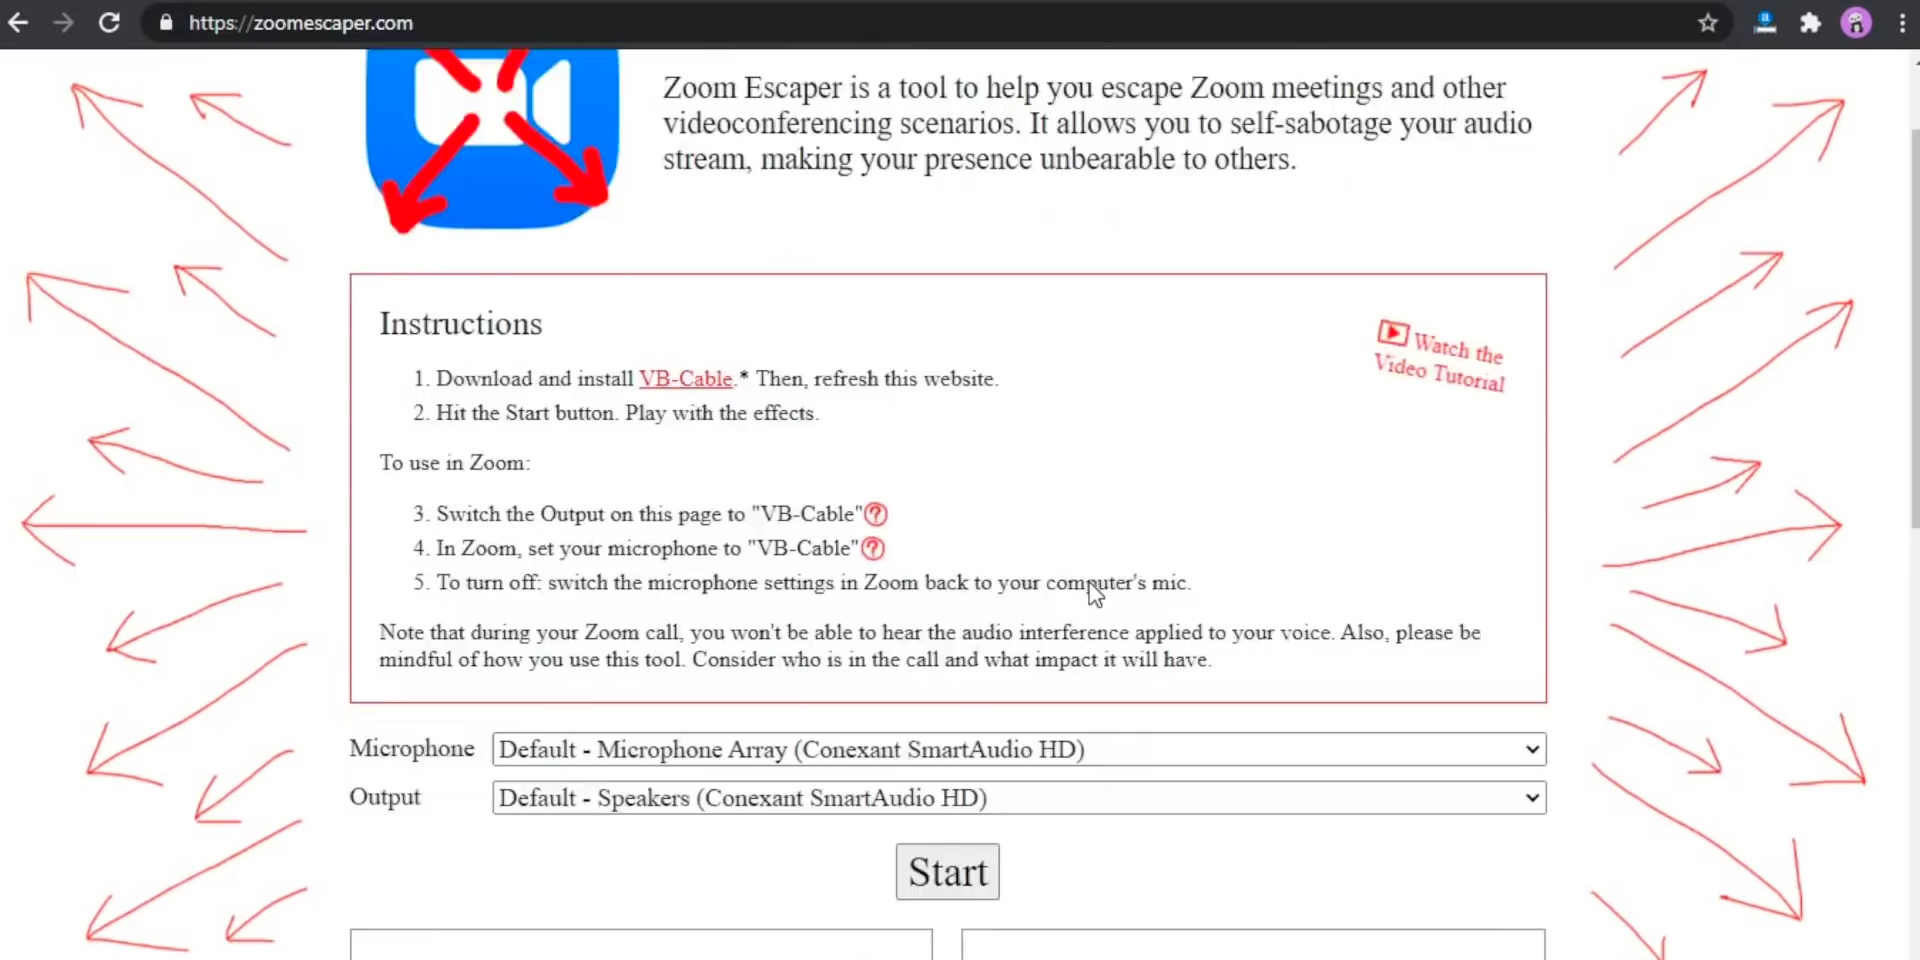 https://zoomescaper.com
Zoom Escaper is a tool to help you escape Zoom meetings and other
videoconferencing scenarios. It allows you to self-sabotage your audio
stream, making your presence unbearable to others.
Instructions
Watch the
Video Tutorial
1. Download and install VB-Cable.* Then, refresh this website.
2. Hit the Start button. Play with the effects.
To use in Zoom:
3. Switch the Output on this page to "VB-Cable"?
4. In Zoom, set your microphone to "VB-Cable"?
5. To turn off: switch the microphone settings in Zoom back to your computer's mic.
Note that during your Zoom call, you won't be able to hear the audio interference applied to your voice. Also, please be
mindful of how you use this tool. Consider who is in the call and what impact it will have.
Microphone Default - Microphone Array (Conexant SmartAudio HD)
Output Default - Speakers (Conexant SmartAudio HD)
Start